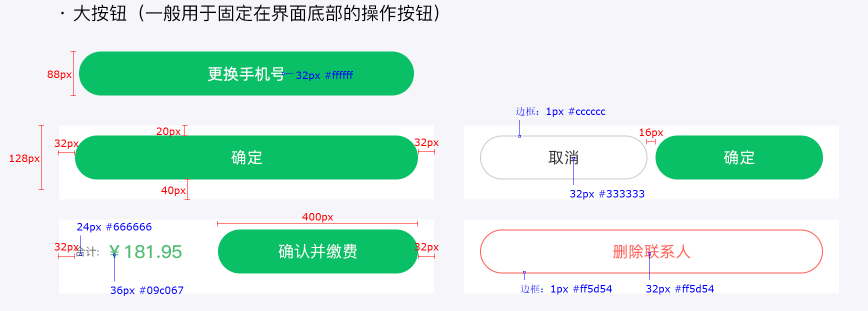 · 大按钮（一般用于固定在界面底部的操作按钮）
88px
更换手机号
32px #ffffff
128px
32px
20px
确定
32px
40px
边框：1px #cccccc
取消
16px
确定
32px #333333
24px #666666
32px
合计:
¥181.95
36px #09c067
400px
确认并缴费
32px
删除联系人
边框：1px #ff5d54
32px #ff5d54